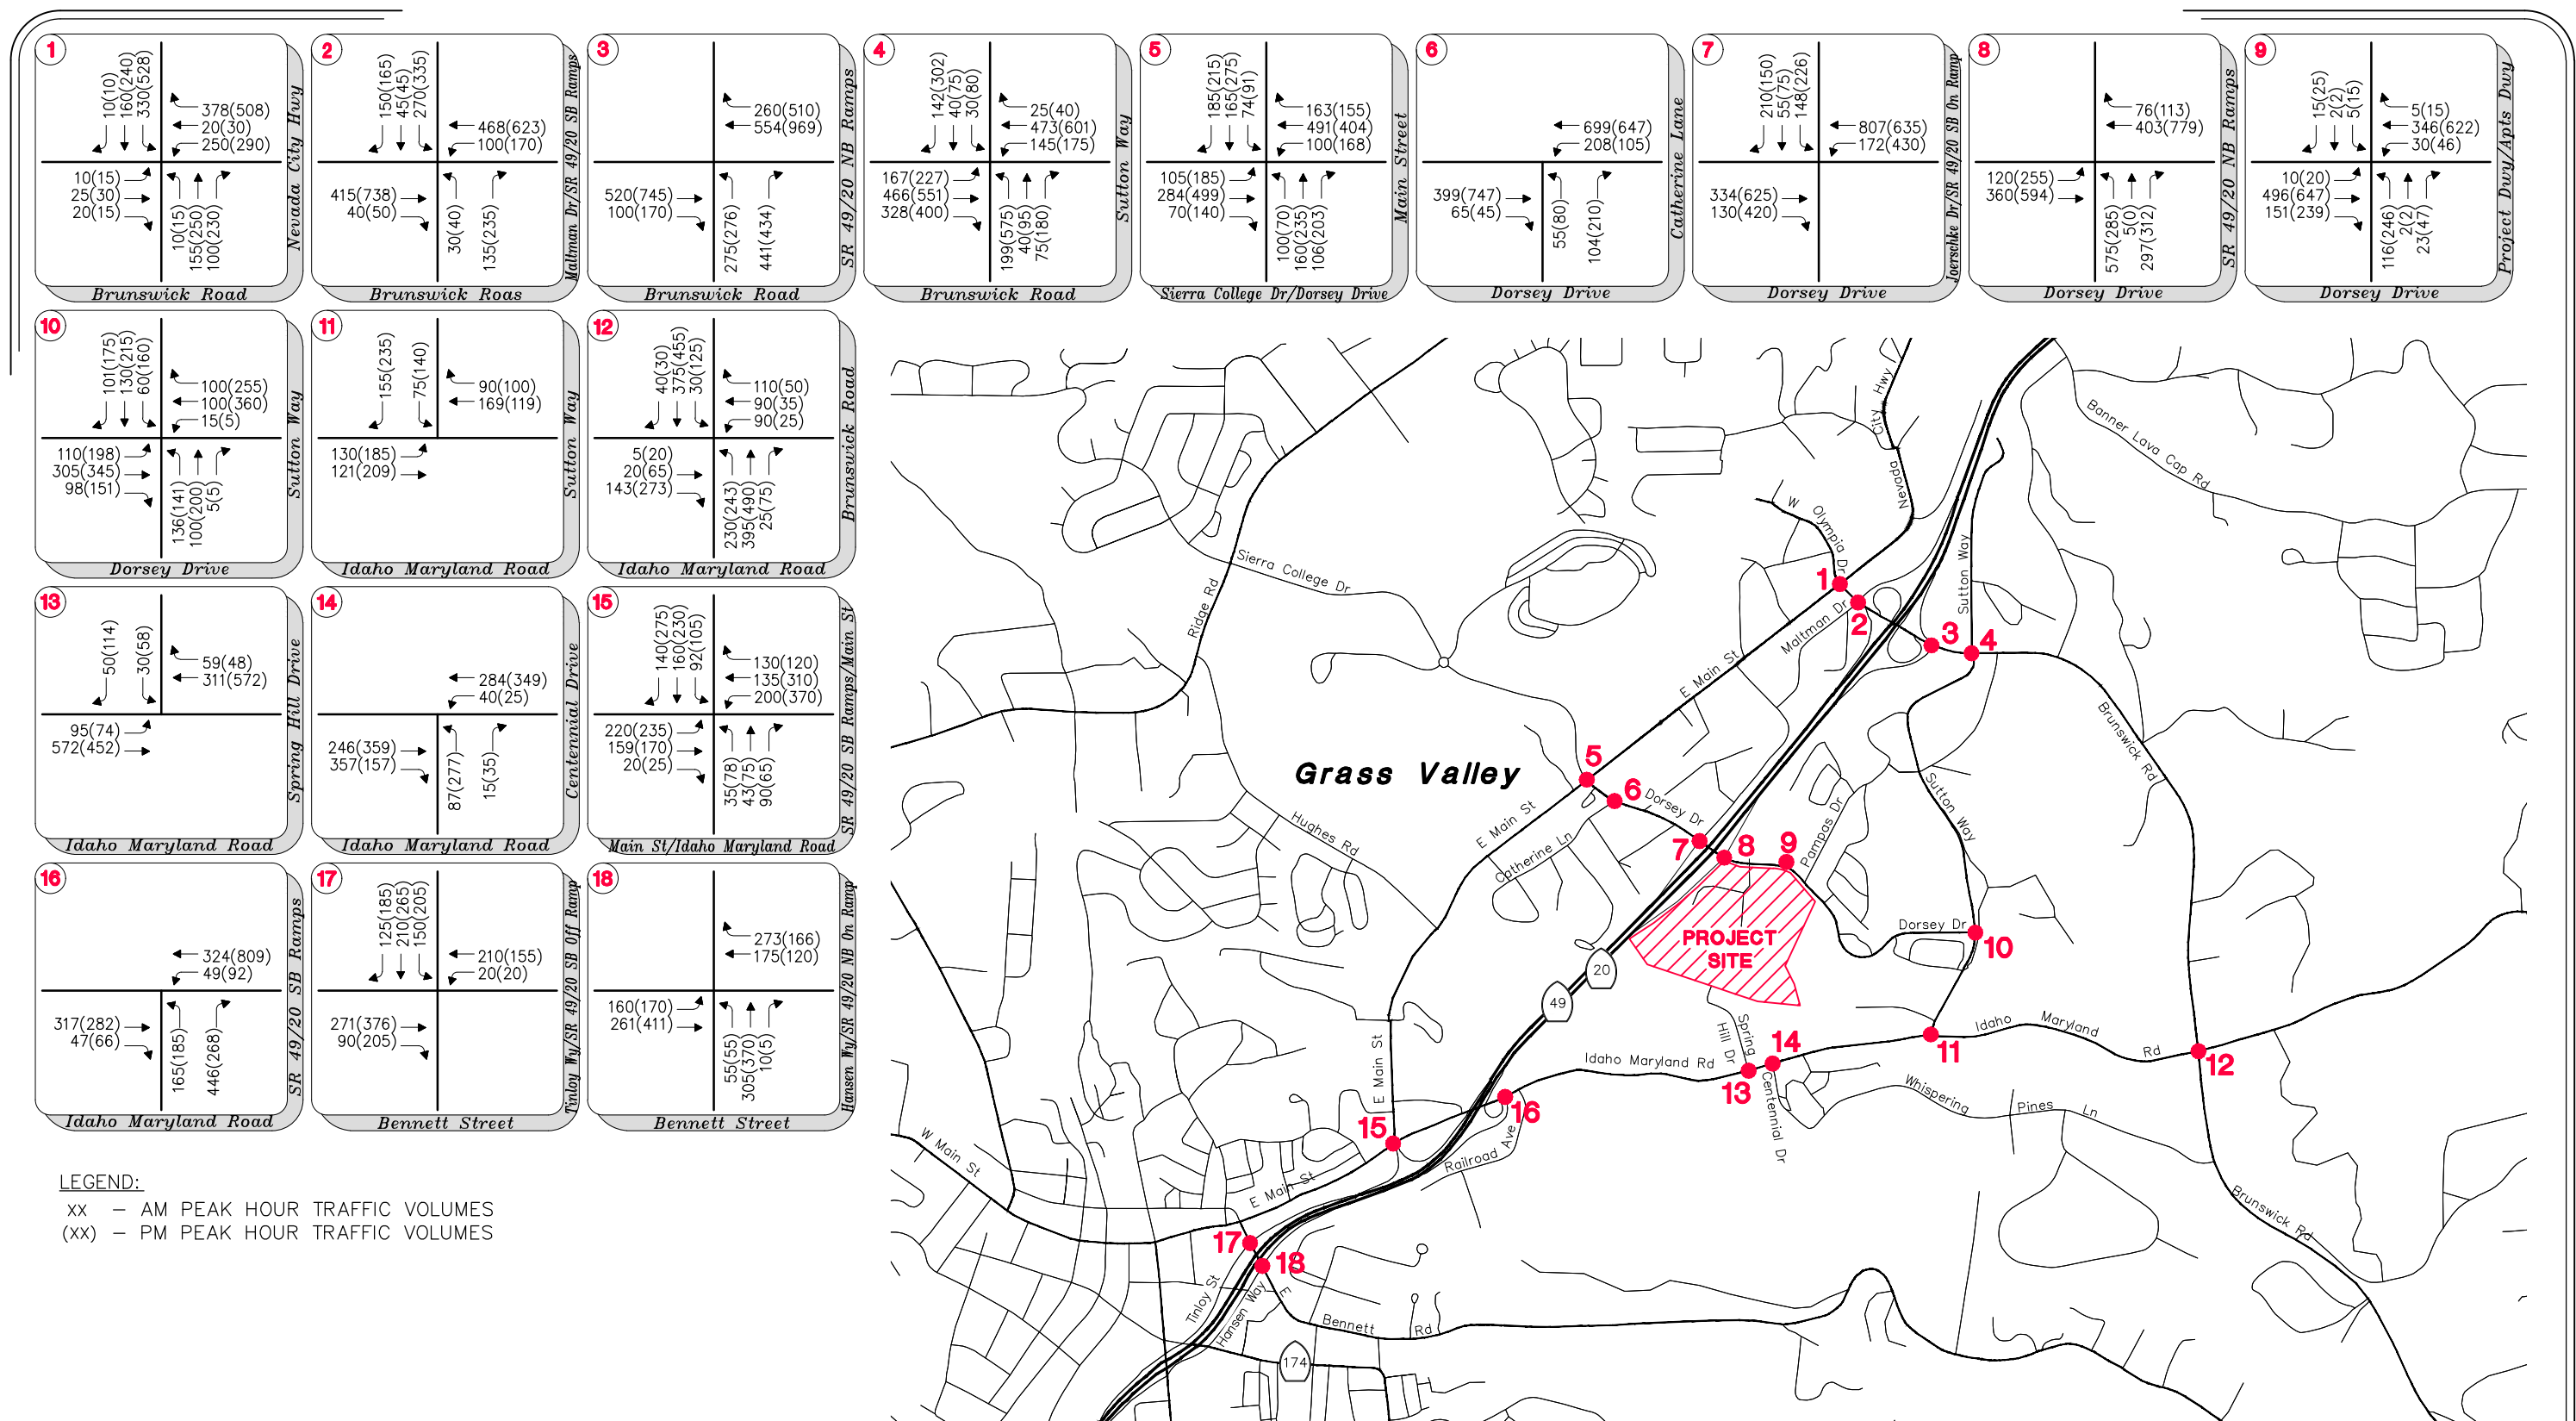 1
10(10)
160(240)
330(528)
378(508)
20(30)
250(290)
10(15)
25(30)
20(15)
10(15)
155(250)
100(230)
Nevada City Hwy
Brunswick Road
2
150(165)
45(45)
270(335)
468(623)
100(170)
415(738)
40(50)
30(40)
135(235)
Maltman Dr/SR 49/20 SB Ramps
Brunswick Roas
3
260(510)
554(969)
520(745)
100(170)
275(276)
441(434)
SR 49/20 NB Ramps
Brunswick Road
4
142(302)
40(75)
30(80)
25(40)
473(601)
145(175)
167(227)
466(551)
328(400)
199(575)
40(95)
75(180)
Sutton Way
Brunswick Road
5
185(215)
165(275)
74(91)
163(155)
491(404)
100(168)
105(185)
284(499)
70(140)
100(70)
160(235)
106(203)
Main Street
Sierra College Dr/Dorsey Drive
6
699(647)
208(105)
399(747)
65(45)
55(80)
104(210)
Catherine Lane
Dorsey Drive
7
210(150)
55(75)
148(226)
807(635)
172(430)
334(625)
130(420)
Joerschke Dr/SR 49/20 SB On Ramp
Dorsey Drive
8
76(113)
403(779)
120(255)
360(594)
575(285)
5(0)
297(312)
SR 49/20 NB Ramps
Dorsey Drive
9
15(25)
2(2)
5(15)
5(15)
346(622)
30(46)
10(20)
496(647)
151(239)
116(246)
2(2)
23(47)
Project Dwy/Apts Dwy
Dorsey Drive
10
101(175)
130(215)
60(160)
100(255)
100(360)
15(5)
110(198)
305(345)
98(151)
136(141)
100(200)
5(5)
Sutton Way
Dorsey Drive
11
155(235)
75(140)
90(100)
169(119)
130(185)
121(209)
Sutton Way
Idaho Maryland Road
12
40(30)
375(455)
30(125)
110(50)
90(35)
90(25)
5(20)
20(65)
143(273)
230(243)
395(490)
25(75)
Brunswick Road
Idaho Maryland Road
13
50(114)
30(58)
59(48)
311(572)
95(74)
572(452)
Spring Hill Drive
Idaho Maryland Road
14
284(349)
40(25)
246(359)
357(157)
87(277)
15(35)
Centennial Drive
Idaho Maryland Road
15
140(275)
160(230)
92(105)
130(120)
135(310)
200(370)
220(235)
159(170)
20(25)
35(78)
43(75)
90(65)
SR 49/20 SB Ramps/Main St
Main St/Idaho Maryland Road
16
324(809)
49(92)
317(282)
47(66)
165(185)
446(268)
SR 49/20 SB Ramps
Idaho Maryland Road
17
125(185)
210(265)
150(205)
210(155)
20(20)
271(376)
90(205)
Tinloy Wy/SR 49/20 SB Off Ramp
Bennett Street
18
273(166)
175(120)
160(170)
261(411)
55(55)
305(370)
10(5)
Hansen Wy/SR 49/20 NB On Ramp
Bennett Street
LEGEND:
xx – AM PEAK HOUR TRAFFIC VOLUMES
(xx) – PM PEAK HOUR TRAFFIC VOLUMES
Nevada City Hwy
Banner Lava Cap Rd
W Olympia Dr
Sierra College Dr
Ridge Rd
Sutton Way
1
2
3
4
Maltman Dr
E Main St
Brunswick Rd
Grass Valley
5
6
Dorsey Dr
7
8
9
Pampas Dr
Sutton Way
E Main St
Hughes Rd
Catherine Ln
PROJECT
SITE
Dorsey Dr
10
20
49
Spring
Hill Dr
14
13
11
12
Idaho Maryland Rd
Idaho Maryland Rd
Centennial Dr
Whispering Pines Ln
E Main St
15
16
Railroad Ave
W Main St
E Main St
Brunswick Rd
17
18
Tinloy St
Hansen Way
E Bennett Rd
174